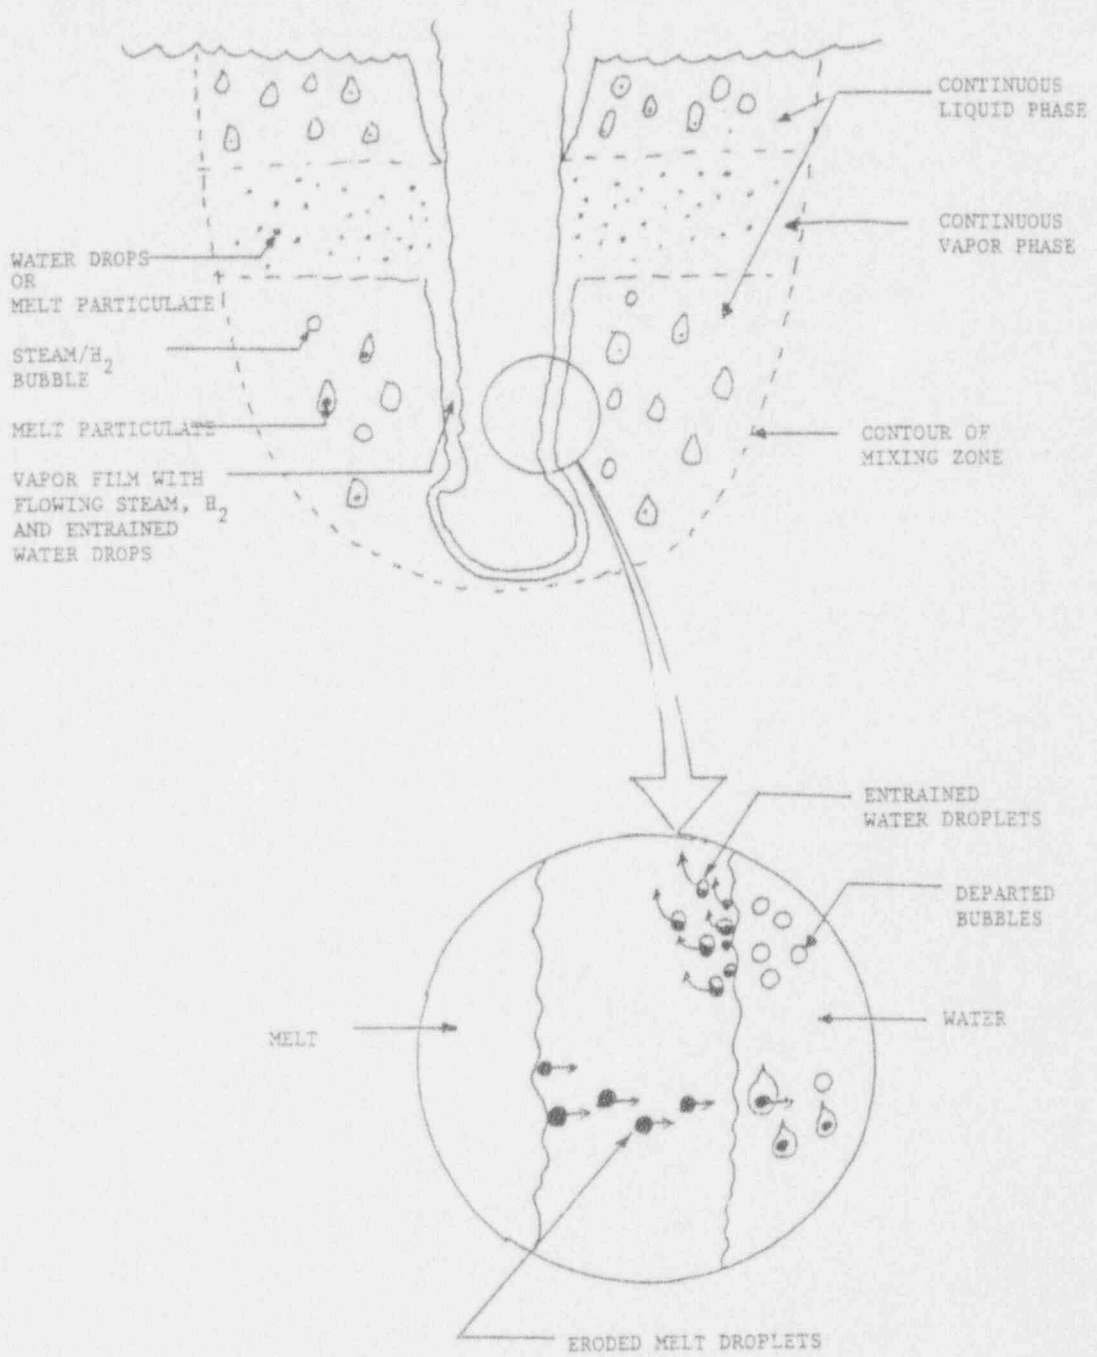 CONTINUOUS
LIQUID PHASE
CONTINUOUS
VAPOR PHASE
WATER DROPS
OR
MELT PARTICULATE
STEAM/H2
BUBBLE
MELT PARTICULATE
CONTOUR OF
MIXING ZONE
VAPOR FILM WITH
FLOWING STEAM, H2
AND ENTRAINED
WATER DROPS
ENTRAINED
WATER DROPLETS
DEPARTED
BUBBLES
WATER
MELT
ERODED MELT DROPLETS